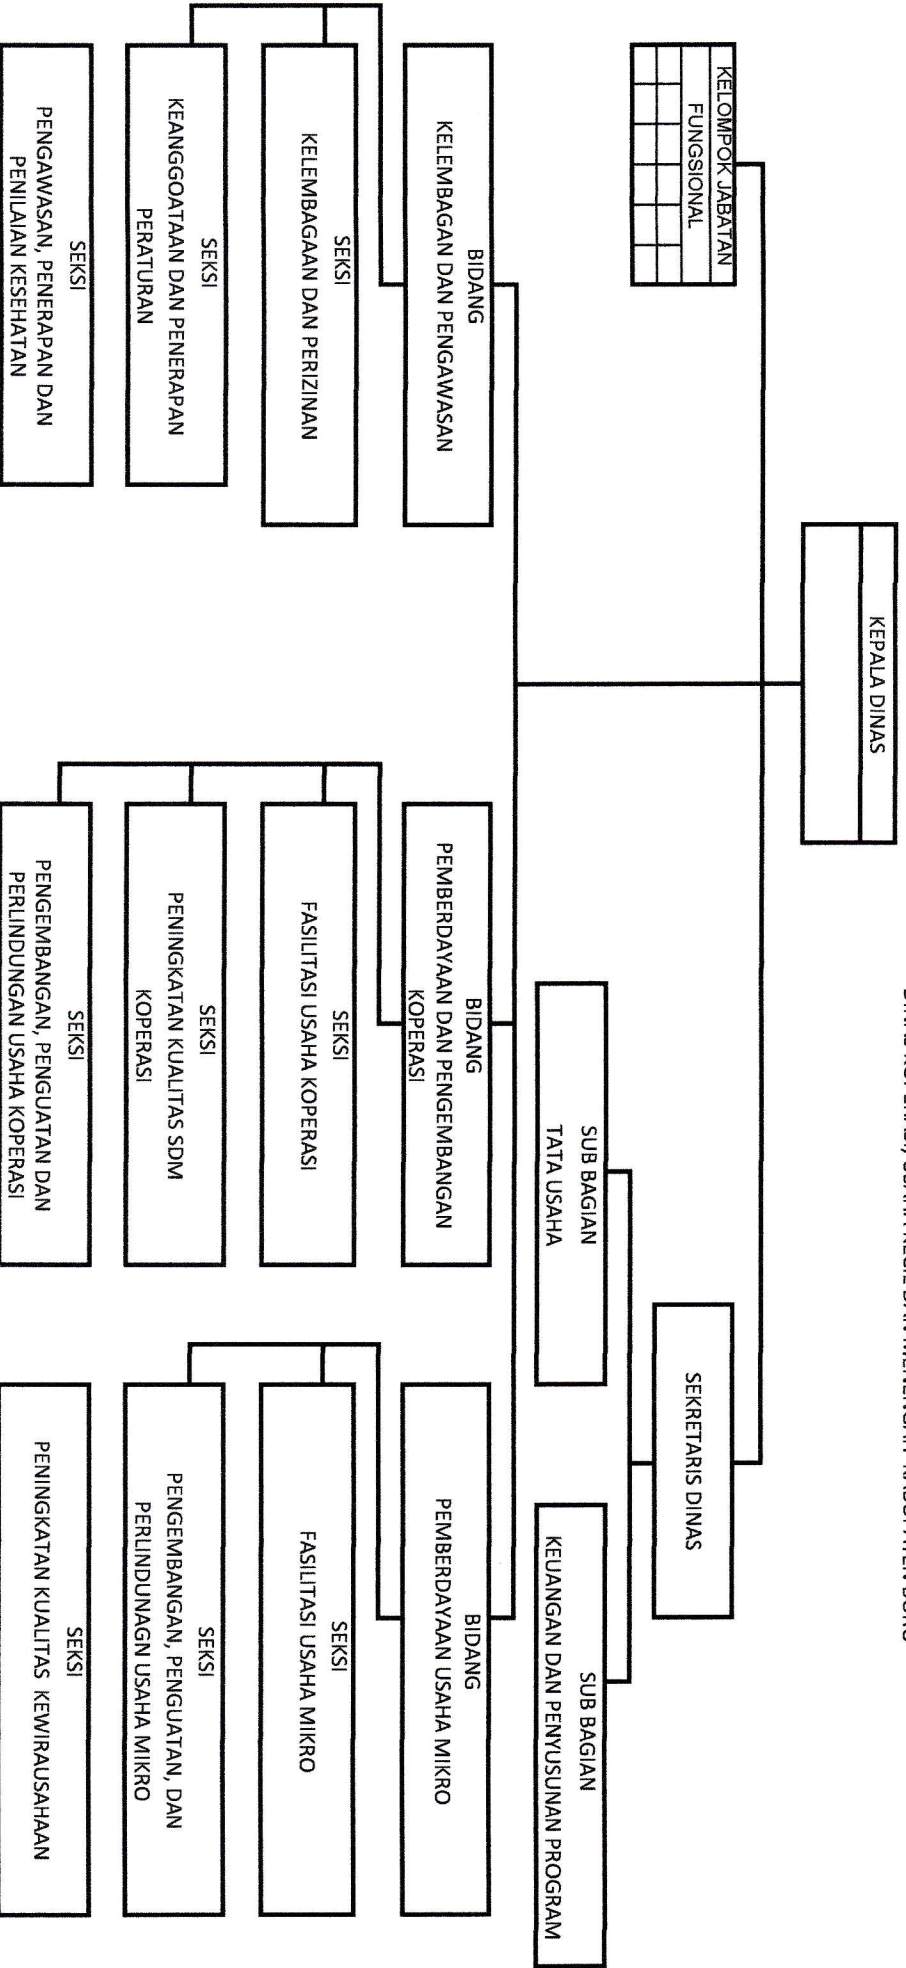 KEPALA DINAS
KELOMPOK JABATAN
FUNGSIONAL
SEKRETARIS DINAS
SUB BAGIAN
TATA USAHA
SUB BAGIAN
KEUANGAN DAN PENYUSUNAN PROGRAM
BIDANG
KELEMBAGAN DAN PENGAWASAN
SEKSI
KELEMBAGAAN DAN PERIZINAN
SEKSI
KEANGGOATAAN DAN PENERAPAN
PERATURAN
SEKSI
PENGAWASAN, PENERAPAN DAN
PENILAIAN KESEHATAN
BIDANG
PEMBERDAYAAN DAN PENGEMBANGAN
KOPERASI
SEKSI
FASILITASI USAHA KOPERASI
SEKSI
PENINGKATAN KUALITAS SDM
KOPERASI
SEKSI
PENGEMBANGAN, PENGUATAN DAN
PERLINDUNGAN USAHA KOPERASI
BIDANG
PEMBERDAYAAN USAHA MIKRO
SEKSI
FASILITASI USAHA MIKRO
SEKSI
PENGEMBANGAN, PENGUATAN, DAN
PERLINDUNAGN USAHA MIKRO
SEKSI
PENINGKATAN KUALITAS KEWIRAUSAHAAN